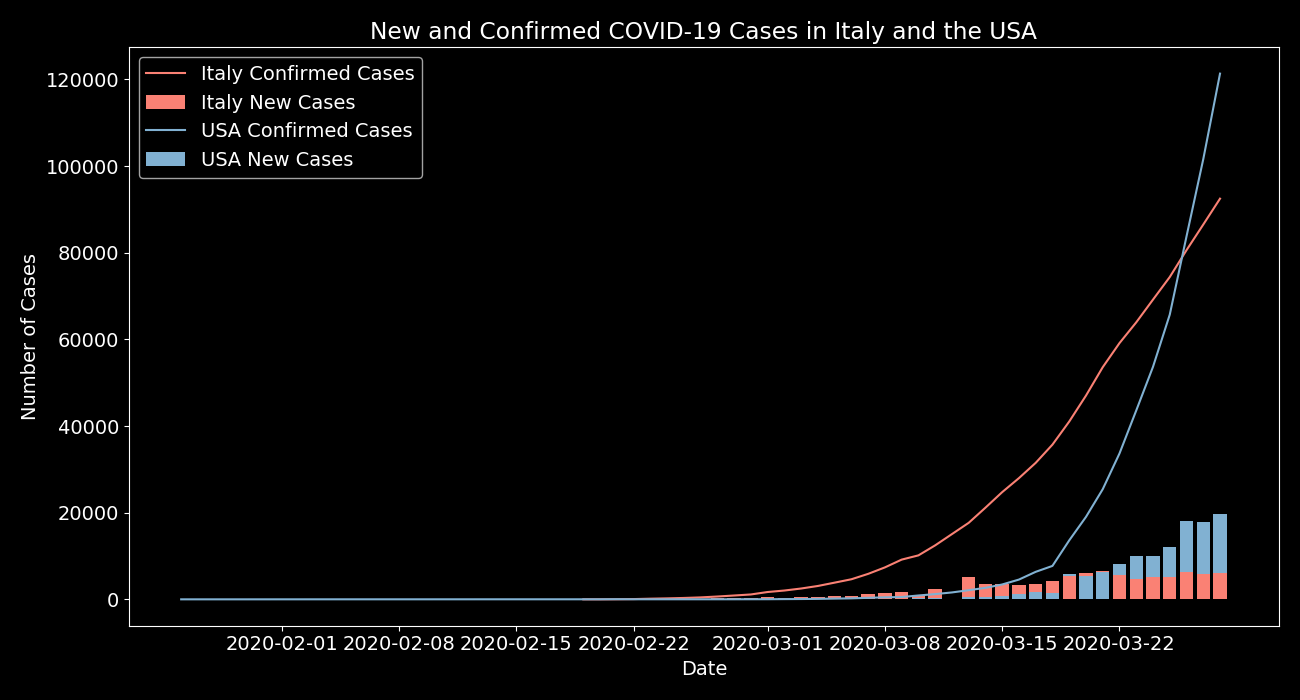 New and Confirmed COVID-19 Cases in Italy and the USA
Italy Confirmed Cases
Italy New Cases
USA Confirmed Cases
USA New Cases
120000
100000
80000
60000
40000
20000
0
Number of Cases
2020-02-01 2020-02-08 2020-02-15 2020-02-22 2020-03-01 2020-03-08 2020-03-15 2020-03-22
Date